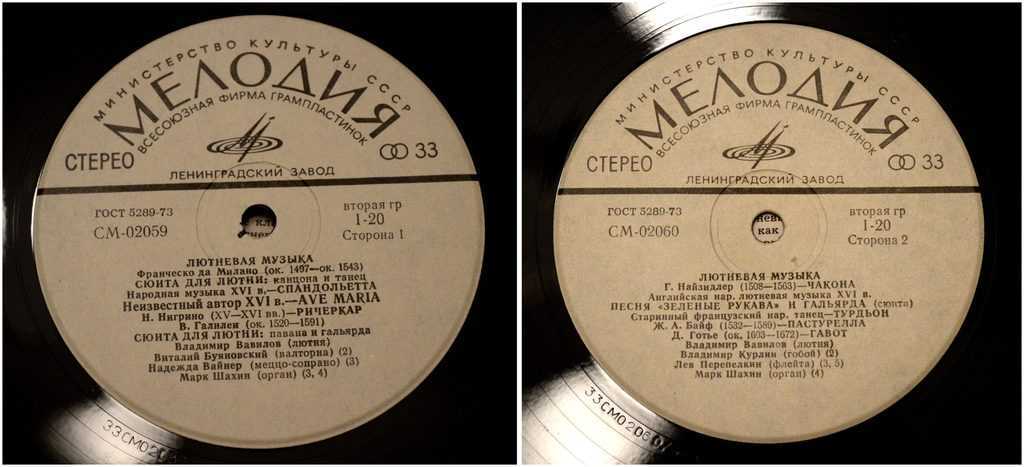 МИНИСТЕРСТВО КУЛЬТУРЫ СССР
МЕЛОДИЯ
ВСЕСОЮЗНАЯ ФИРМА ГРАМПЛАСТИНОК
СТЕРЕО
33
ЛЕНИНГРАДСКИЙ ЗАВОД
ГОСТ 5289-73
СМ-02059
вторая гр
1-20
Сторона 1
ЛЮТНЕВАЯ МУЗЫКА
Франческо да Милано (ок. 1497—ок. 1543)
СЮИТА ДЛЯ ЛЮТНИ: канцона и танец
Народная музыка XVI в.—СПАНДОЛЬЕТТА
Неизвестный автор XVI в.—AVE MARIA
Н. Нигрино (XV—XVI вв.)—РИЧЕРКАР
В. Галилеи (ок. 1520—1591)
СЮИТА ДЛЯ ЛЮТНИ: павана и гальярда
Владимир Вавилов (лютня)
Виталий Буяновский (валторна) (2)
Надежда Вайнер (меццо-сопрано) (3)
Марк Шахин (орган) (3, 4)
МИНИСТЕРСТВО КУЛЬТУРЫ СССР
МЕЛОДИЯ
ВСЕСОЮЗНАЯ ФИРМА ГРАМПЛАСТИНОК
СТЕРЕО
33
ЛЕНИНГРАДСКИЙ ЗАВОД
ГОСТ 5289-73
СМ-02060
как
вторая гр
1-20
Сторона 2
ЛЮТНЕВАЯ МУЗЫКА
Г. Найзидлер (1508—1563)—ЧАКОНА
Английская нар. лютневая музыка XVI в.
ПЕСНЯ «ЗЕЛЕНЫЕ РУКАВА» И ГАЛЬЯРДА (сюита)
Старинный французский нар. танец—ТУРДЬОН
Ж. А. Баиф (1532—1589)—ПАСТУРЕЛЛА
Д. Готье (ок. 1603—1672)—ГАВОТ
Владимир Вавилов (лютня)
Владимир Курлин (гобой) (2)
Лев Перепелкин (флейта) (3, 5)
Марк Шахин (орган) (4)